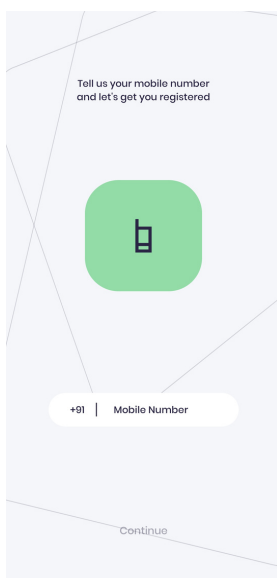 Tell us your mobile number
and let's get you registered
+91 | Mobile Number
Continue